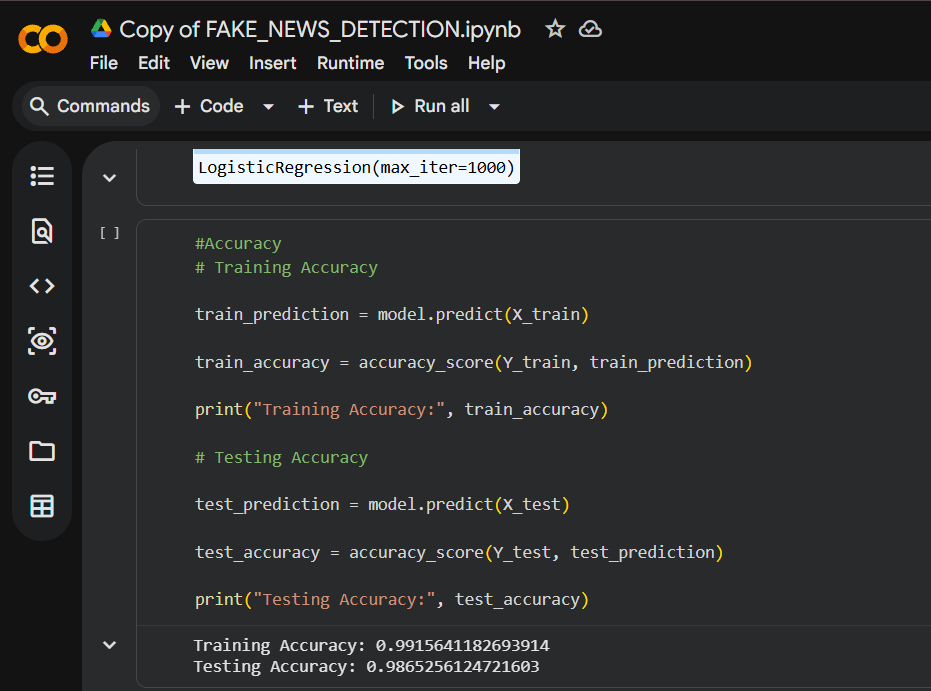 Copy of FAKE_NEWS_DETECTION.ipynb
File Edit View Insert Runtime Tools Help
Commands + Code + Text Run all
LogisticRegression(max_iter=1000)
[ ]
#Accuracy
# Training Accuracy
train_prediction = model.predict(X_train)
train_accuracy = accuracy_score(Y_train, train_prediction)
print("Training Accuracy:", train_accuracy)
# Testing Accuracy
test_prediction = model.predict(X_test)
test_accuracy = accuracy_score(Y_test, test_prediction)
print("Testing Accuracy:", test_accuracy)
Training Accuracy: 0.9915641182693914
Testing Accuracy: 0.9865256124721603